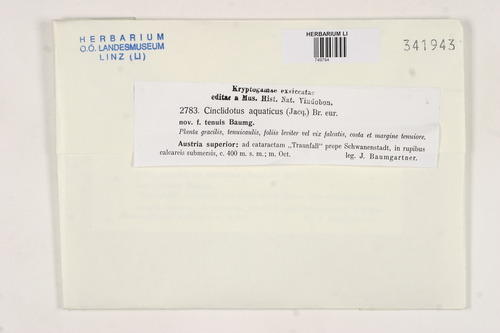 HERBARIUM
O.Ö. LANDESMUSEUM
LINZ (LI)
HERBARIUM LI
341943
Kryptogamae exsiccatae
editae a Mus. Hist. Nat. Vindobon.
2783. Cinclidotus aquaticus (Jacq.) Br. eur.
nov. f. tenuis Baumg.
Planta gracilis, tenuicaulis, foliis leviter vel vix falcatis, costa et margine tenuiore.
Austria superior: ad cataractam „Traunfall" prope Schwanenstadt, in rupibus
calcareis submersis, c. 400 m. s. m.; m. Oct.
leg. J. Baumgartner.